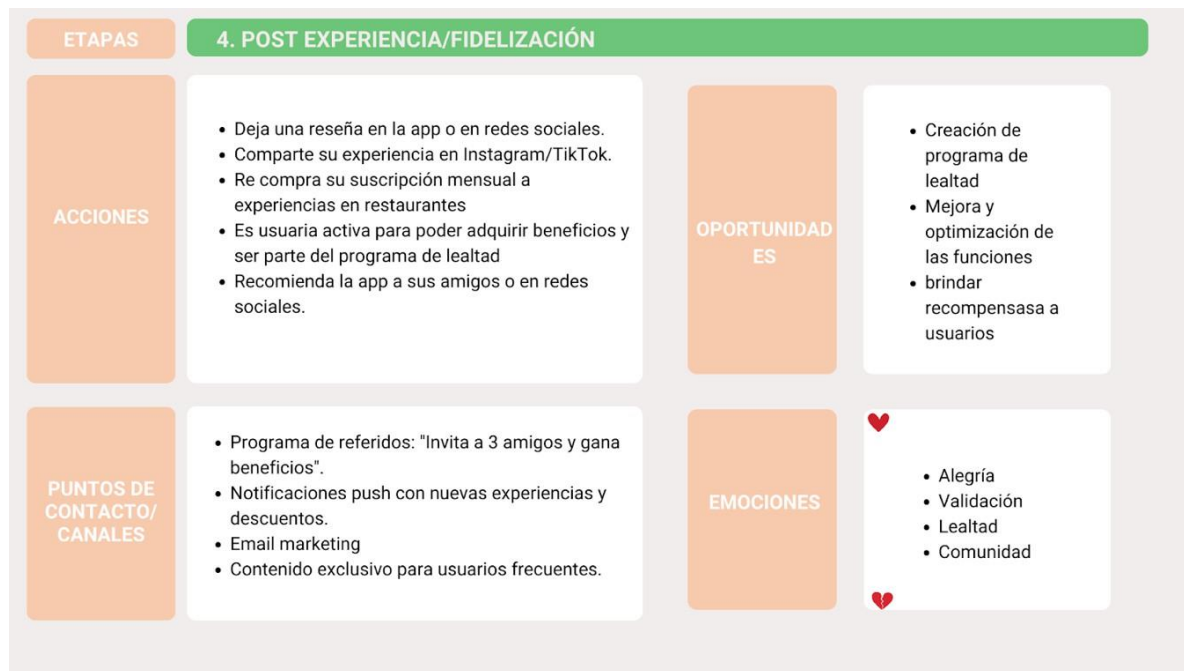 ETAPAS
4. POST EXPERIENCIA/FIDELIZACIÓN
ACCIONES
• Deja una reseña en la app o en redes sociales.
• Comparte su experiencia en Instagram/TikTok.
• Re compra su suscripción mensual a
experiencias en restaurantes
• Es usuaria activa para poder adquirir beneficios y
ser parte del programa de lealtad
• Recomienda la app a sus amigos o en redes
sociales.
OPORTUNIDAD
ES
• Creación de
programa de
lealtad
• Mejora y
optimización de
las funciones
• brindar
recompensasa a
usuarios
PUNTOS DE
CONTACTO/
CANALES
• Programa de referidos: "Invita a 3 amigos y gana
beneficios".
• Notificaciones push con nuevas experiencias y
descuentos.
• Email marketing
• Contenido exclusivo para usuarios frecuentes.
EMOCIONES
• Alegría
• Validación
• Lealtad
• Comunidad